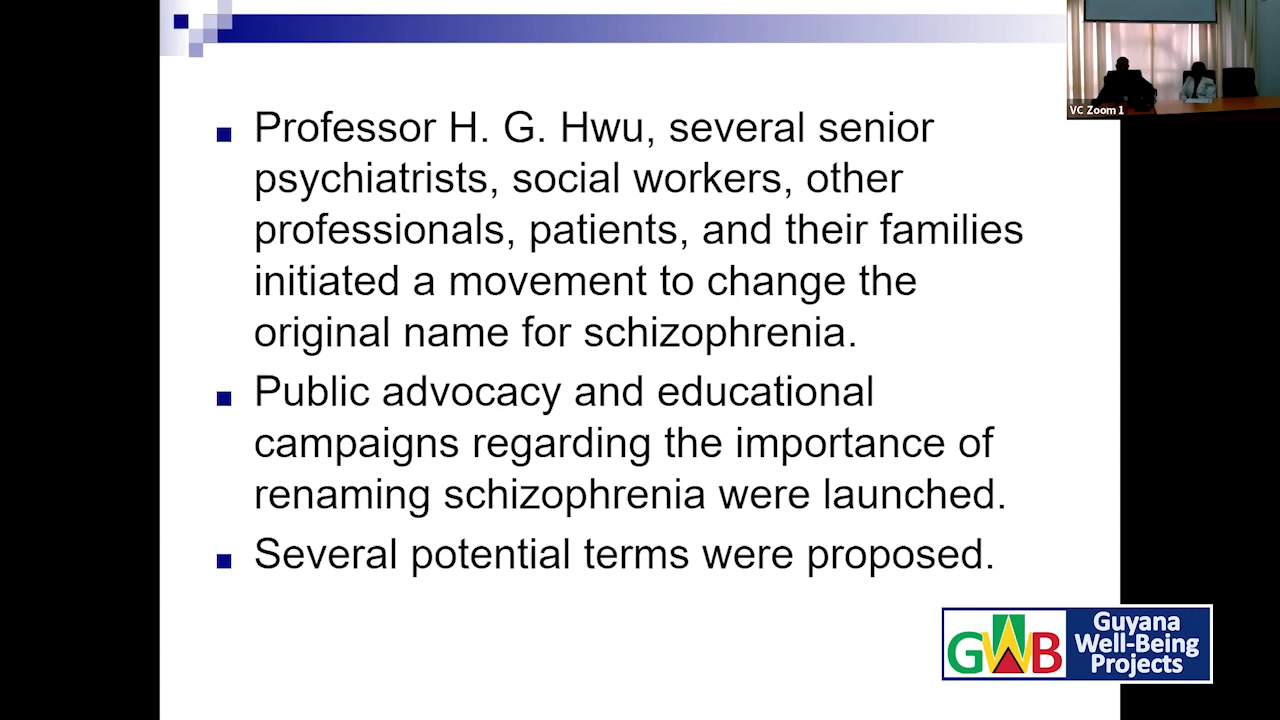 VC Zoom 1
Professor H. G. Hwu, several senior
psychiatrists, social workers, other
professionals, patients, and their families
initiated a movement to change the
original name for schizophrenia.
Public advocacy and educational
campaigns regarding the importance of
renaming schizophrenia were launched.
Several potential terms were proposed.
GWB
Guyana
Well-Being
Projects